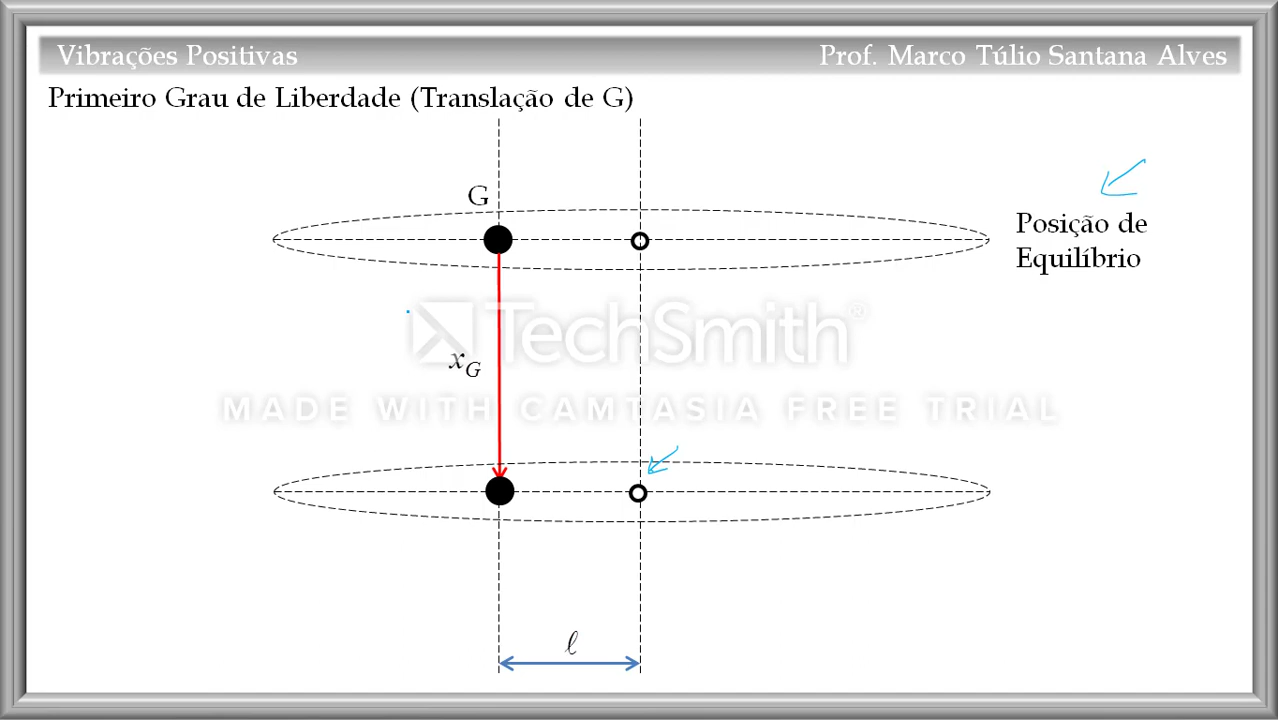 Vibrações Positivas
Prof. Marco Túlio Santana Alves
Primeiro Grau de Liberdade (Translação de G)
G
Posição de
Equilíbrio
TechSmith®
x_G
MADE WITH CAMTASIA FREE TRIAL
ℓ